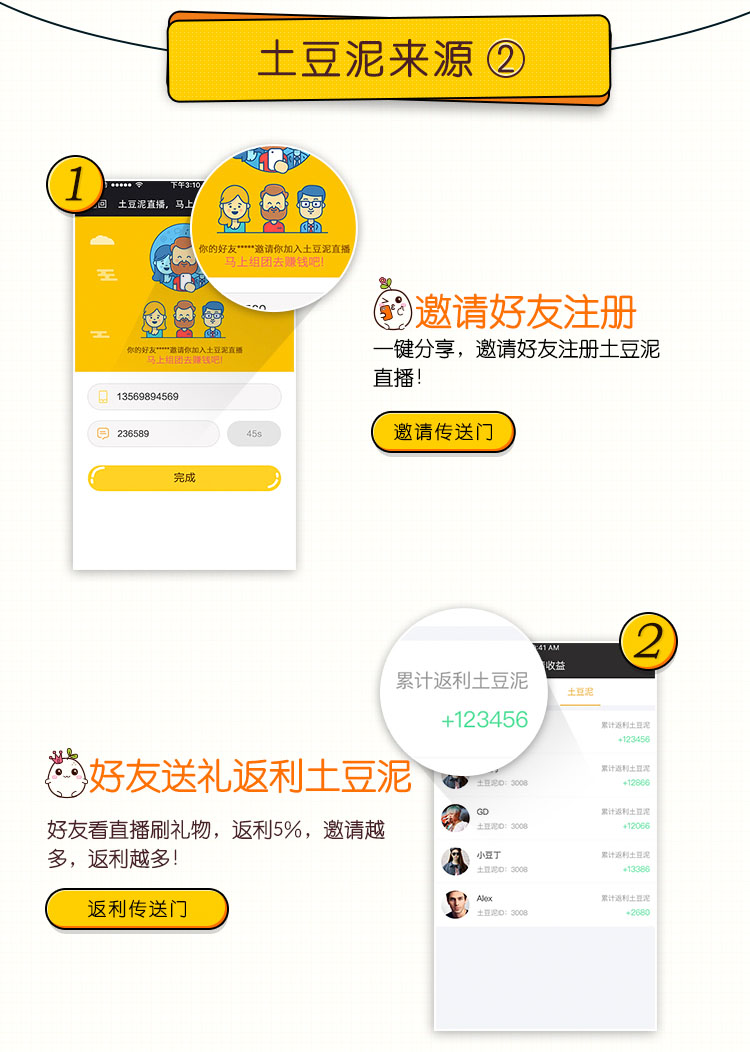 土豆泥来源 ②
1
下午3:10
土豆泥直播，马上
你的好友*****邀请你加入土豆泥直播
马上组团去赚钱吧!
你的好友*****邀请你加入土豆泥直播
马上组团去赚钱吧!
13569894569
236589
45s
完成
邀请好友注册
一键分享，邀请好友注册土豆泥
直播！
邀请传送门
2
:41 AM
收益
土豆泥
累计返利土豆泥
+123456
累计返利土豆泥
+123456
土豆泥ID：3008
累计返利土豆泥
+12866
GD
土豆泥ID：3008
累计返利土豆泥
+12066
小豆丁
土豆泥ID：3008
累计返利土豆泥
+13386
Alex
土豆泥ID：3008
累计返利土豆泥
+2680
好友送礼返利土豆泥
好友看直播刷礼物，返利5%，邀请越
多，返利越多！
返利传送门